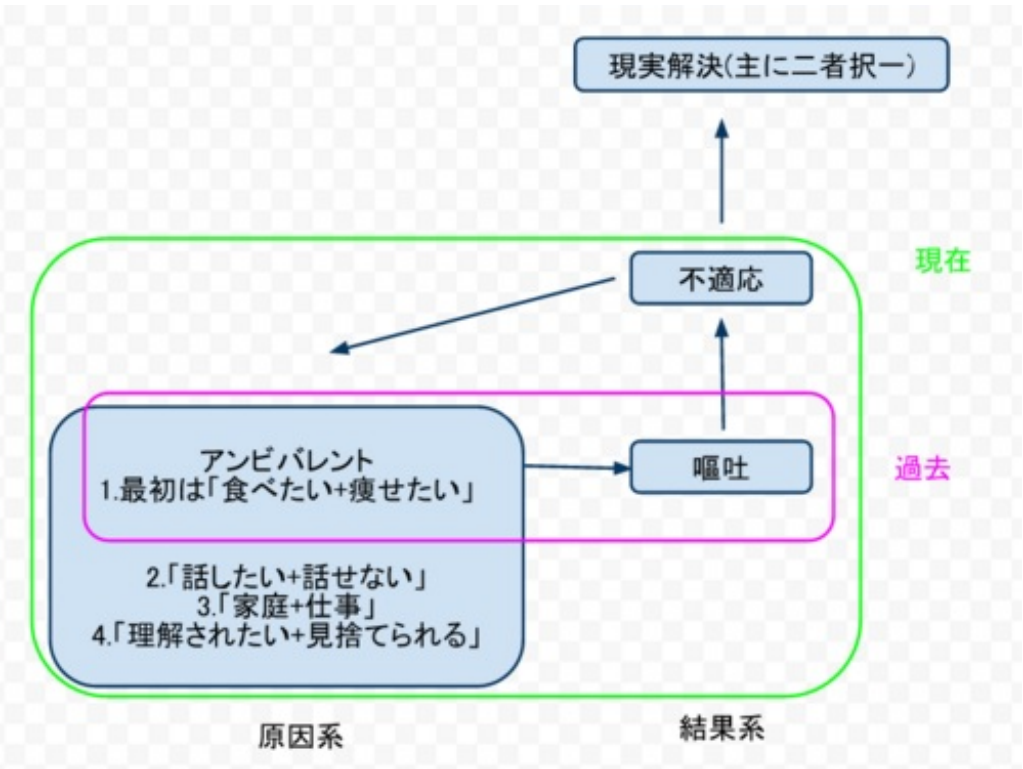 現実解決(主に二者択一)
現在
不適応
アンビバレント
1.最初は「食べたい+痩せたい」
嘔吐
過去
2.「話したい+話せない」
3.「家庭+仕事」
4.「理解されたい+見捨てられる」
原因系
結果系